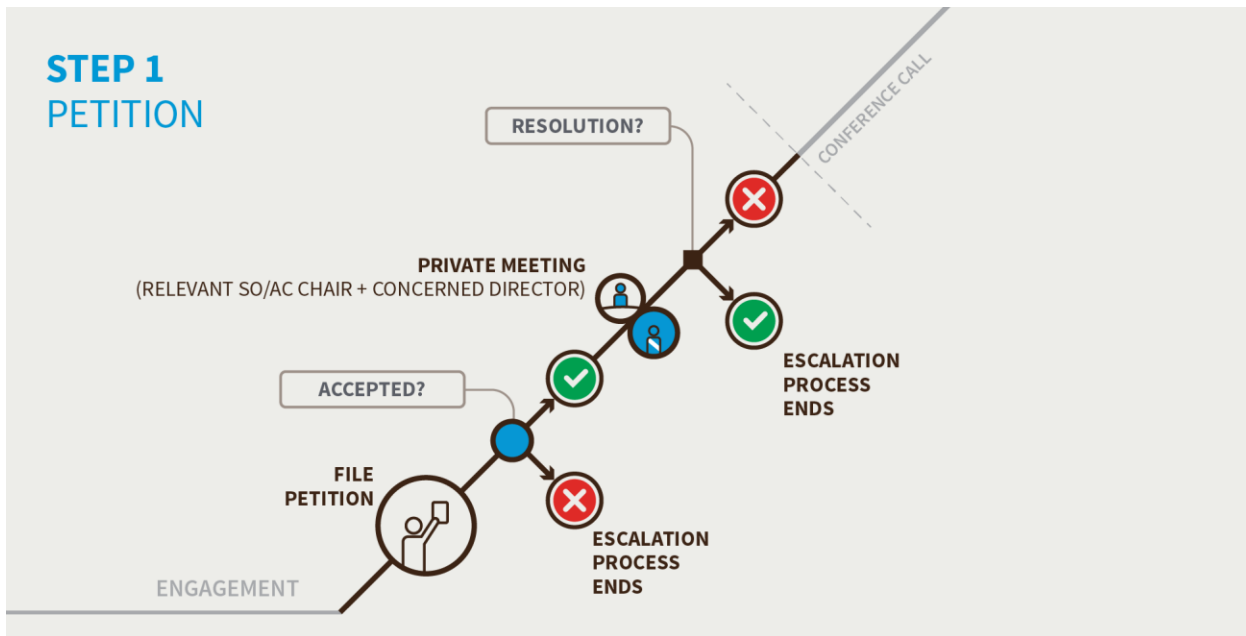 STEP 1
PETITION
RESOLUTION?
CONFERENCE CALL
PRIVATE MEETING
(RELEVANT SO/AC CHAIR + CONCERNED DIRECTOR)
ESCALATION
PROCESS
ENDS
ACCEPTED?
FILE
PETITION
ESCALATION
PROCESS
ENDS
ENGAGEMENT